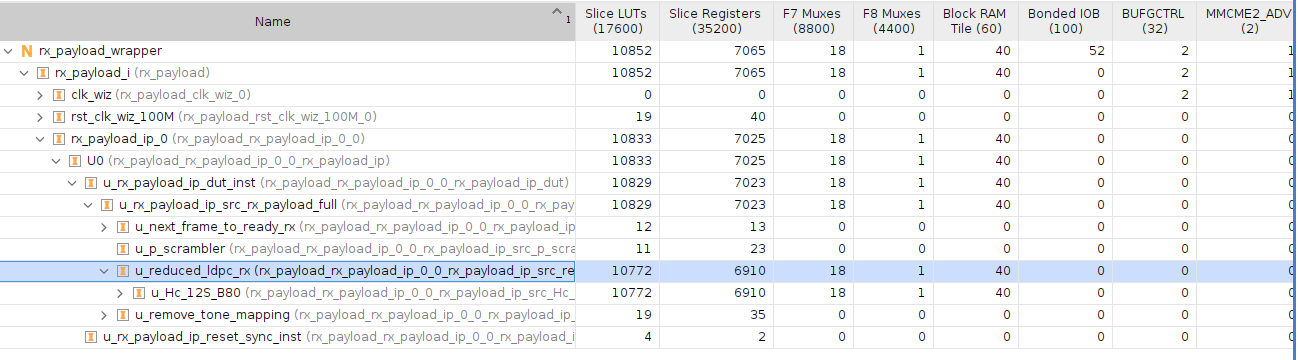 Name 1 Slice LUTs (17600) Slice Registers (35200) F7 Muxes (8800) F8 Muxes (4400) Block RAM Tile (60) Bonded IOB (100) BUFGCTRL (32) MMCME2_ADV (2)
N rx_payload_wrapper 10852 7065 18 1 40 52 2 1
I rx_payload_i (rx_payload) 10852 7065 18 1 40 0 2 1
I clk_wiz (rx_payload_clk_wiz_0) 0 0 0 0 0 0 2 1
I rst_clk_wiz_100M (rx_payload_rst_clk_wiz_100M_0) 19 40 0 0 0 0 0 0
I rx_payload_ip_0 (rx_payload_rx_payload_ip_0_0) 10833 7025 18 1 40 0 0 0
I U0 (rx_payload_rx_payload_ip_0_0_rx_payload_ip) 10833 7025 18 1 40 0 0 0
I u_rx_payload_ip_dut_inst (rx_payload_rx_payload_ip_0_0_rx_payload_ip_dut) 10829 7023 18 1 40 0 0 0
I u_rx_payload_ip_src_rx_payload_full (rx_payload_rx_payload_ip_0_0_rx_pay 10829 7023 18 1 40 0 0 0
I u_next_frame_to_ready_rx (rx_payload_rx_payload_ip_0_0_rx_payload_ip 12 13 0 0 0 0 0 0
I u_p_scrambler (rx_payload_rx_payload_ip_0_0_rx_payload_ip_src_p_scra 11 23 0 0 0 0 0 0
I u_reduced_ldpc_rx (rx_payload_rx_payload_ip_0_0_rx_payload_ip_src_re 10772 6910 18 1 40 0 0 0
I u_Hc_12S_B80 (rx_payload_rx_payload_ip_0_0_rx_payload_ip_src_Hc_ 10772 6910 18 1 40 0 0 0
I u_remove_tone_mapping (rx_payload_rx_payload_ip_0_0_rx_payload_ip_ 19 35 0 0 0 0 0 0
I u_rx_payload_ip_reset_sync_inst (rx_payload_rx_payload_ip_0_0_rx_payload_i 4 2 0 0 0 0 0 0